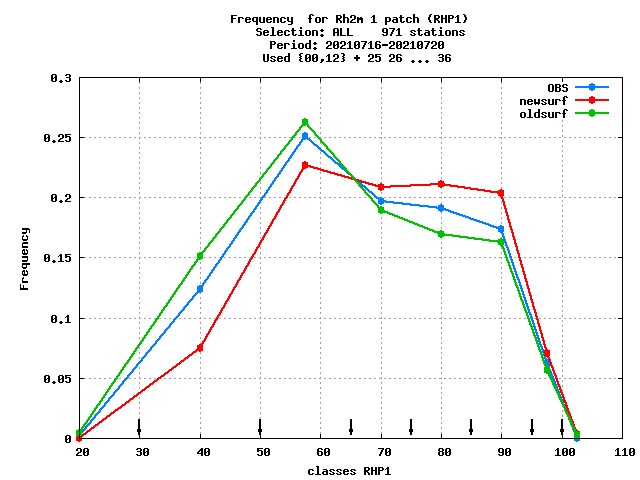 Frequency  for Rh2m 1 patch (RHP1)
Selection: ALL    971 stations
Period: 20210716-20210720
Used {00,12} + 25 26 ... 36
OBS
newsurf
oldsurf
0.3
0.25
0.2
0.15
0.1
0.05
0
Frequency
20 30 40 50 60 70 80 90 100 110
classes RHP1